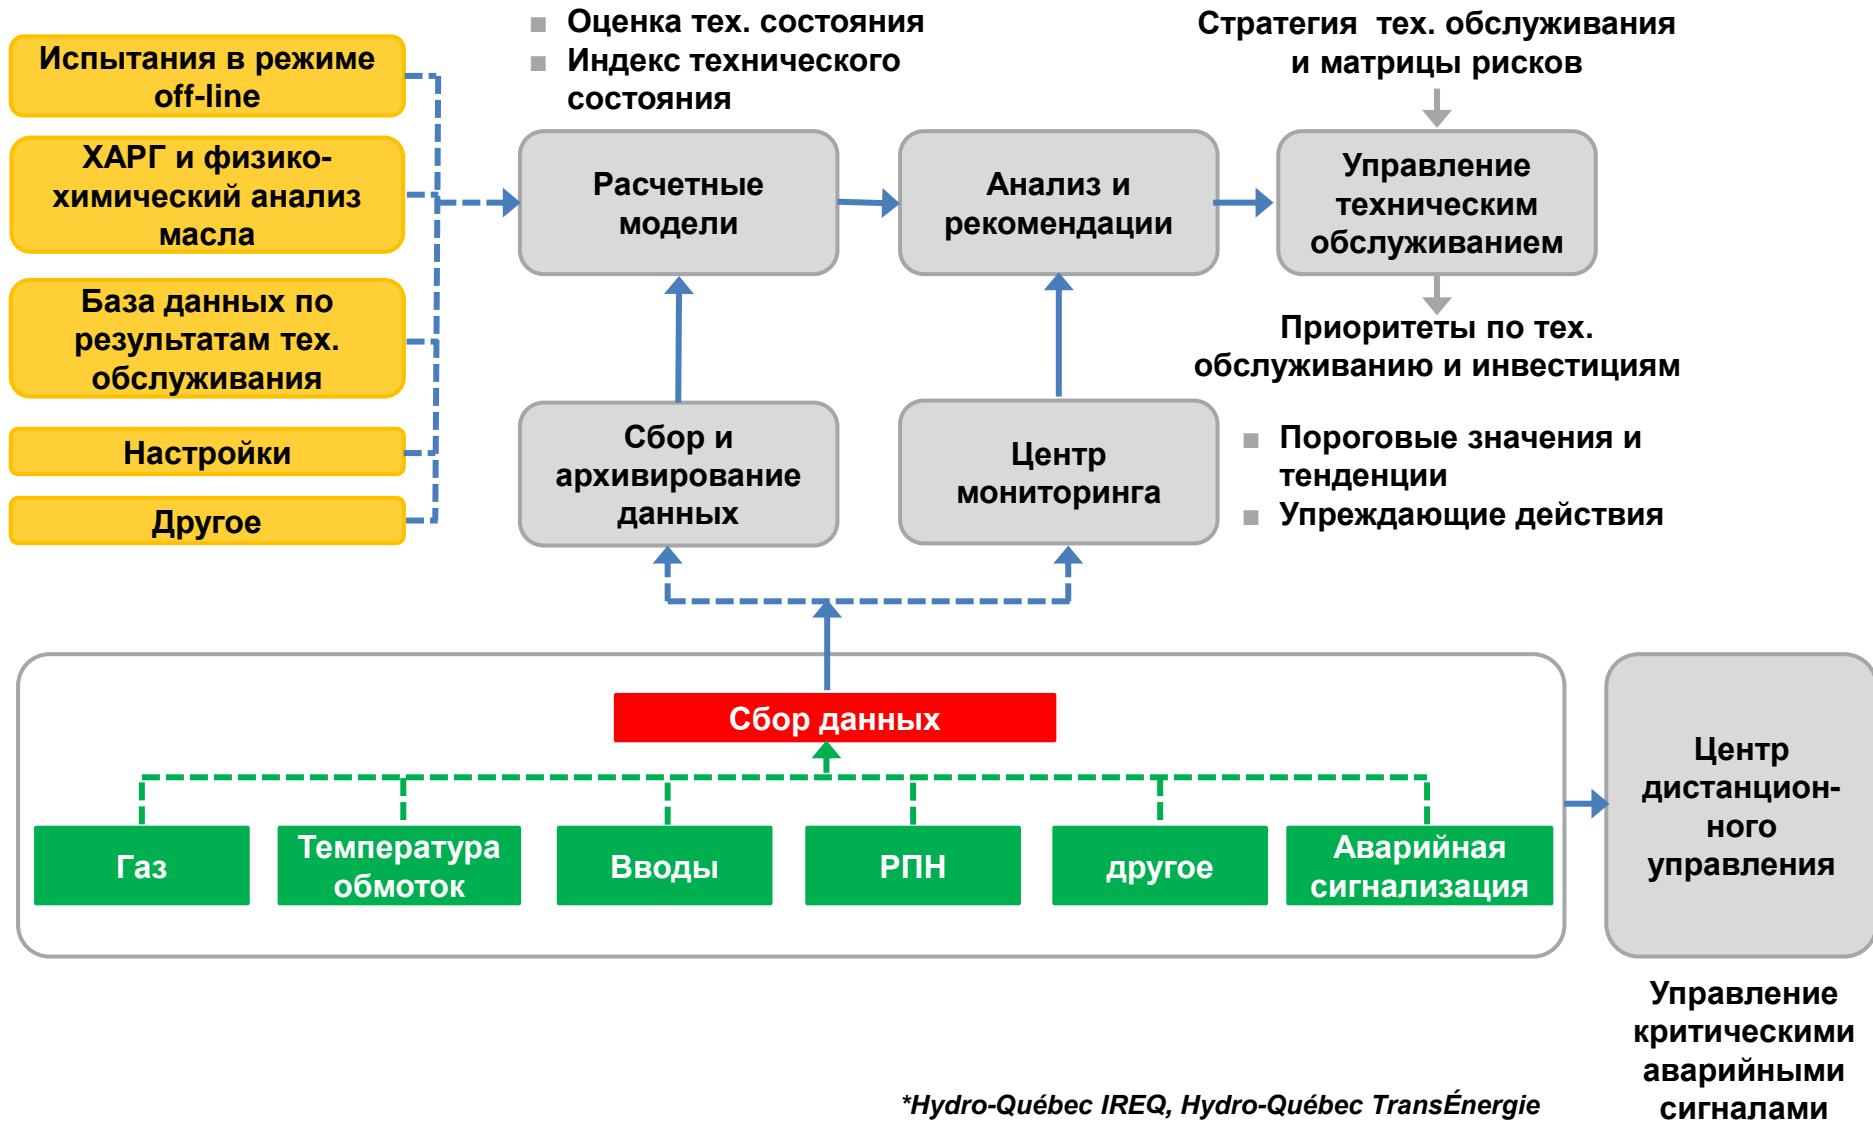 Испытания в режиме
off-line
ХАРГ и физико-
химический анализ
масла
База данных по
результатам тех.
обслуживания
Настройки
Другое
Оценка тех. состояния
Индекс технического
состояния
Стратегия тех. обслуживания
и матрицы рисков
Расчетные
модели
Анализ и
рекомендации
Управление
техническим
обслуживанием
Приоритеты по тех.
обслуживанию и инвестициям
Сбор и
архивирование
данных
Центр
мониторинга
Пороговые значения и
тенденции
Упреждающие действия
Сбор данных
Газ
Температура
обмоток
Вводы
РПН
другое
Аварийная
сигнализация
Центр
дистанцион-
ного
управления
Управление
критическими
аварийными
сигналами
*Hydro-Québec IREQ, Hydro-Québec TransÉnergie